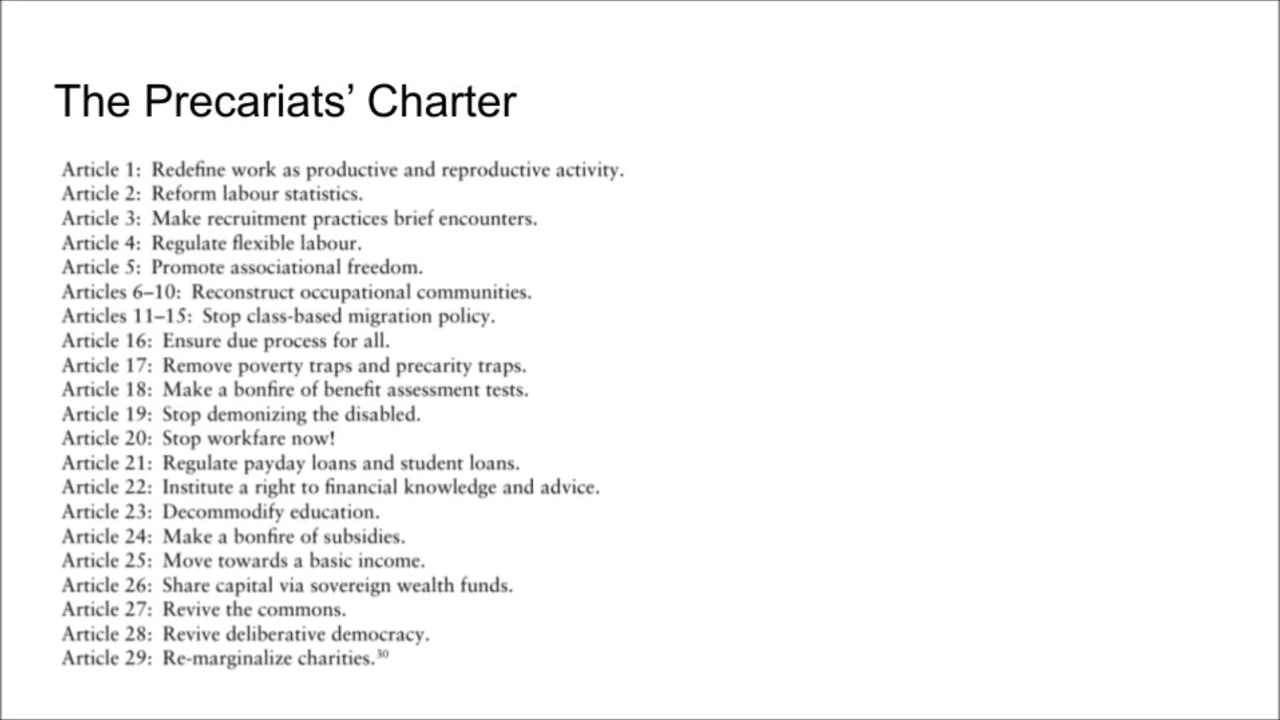 The Precariats’ Charter
Article 1: Redefine work as productive and reproductive activity.
Article 2: Reform labour statistics.
Article 3: Make recruitment practices brief encounters.
Article 4: Regulate flexible labour.
Article 5: Promote associational freedom.
Articles 6–10: Reconstruct occupational communities.
Articles 11–15: Stop class-based migration policy.
Article 16: Ensure due process for all.
Article 17: Remove poverty traps and precarity traps.
Article 18: Make a bonfire of benefit assessment tests.
Article 19: Stop demonizing the disabled.
Article 20: Stop workfare now!
Article 21: Regulate payday loans and student loans.
Article 22: Institute a right to financial knowledge and advice.
Article 23: Decommodify education.
Article 24: Make a bonfire of subsidies.
Article 25: Move towards a basic income.
Article 26: Share capital via sovereign wealth funds.
Article 27: Revive the commons.
Article 28: Revive deliberative democracy.
Article 29: Re-marginalize charities.³⁰